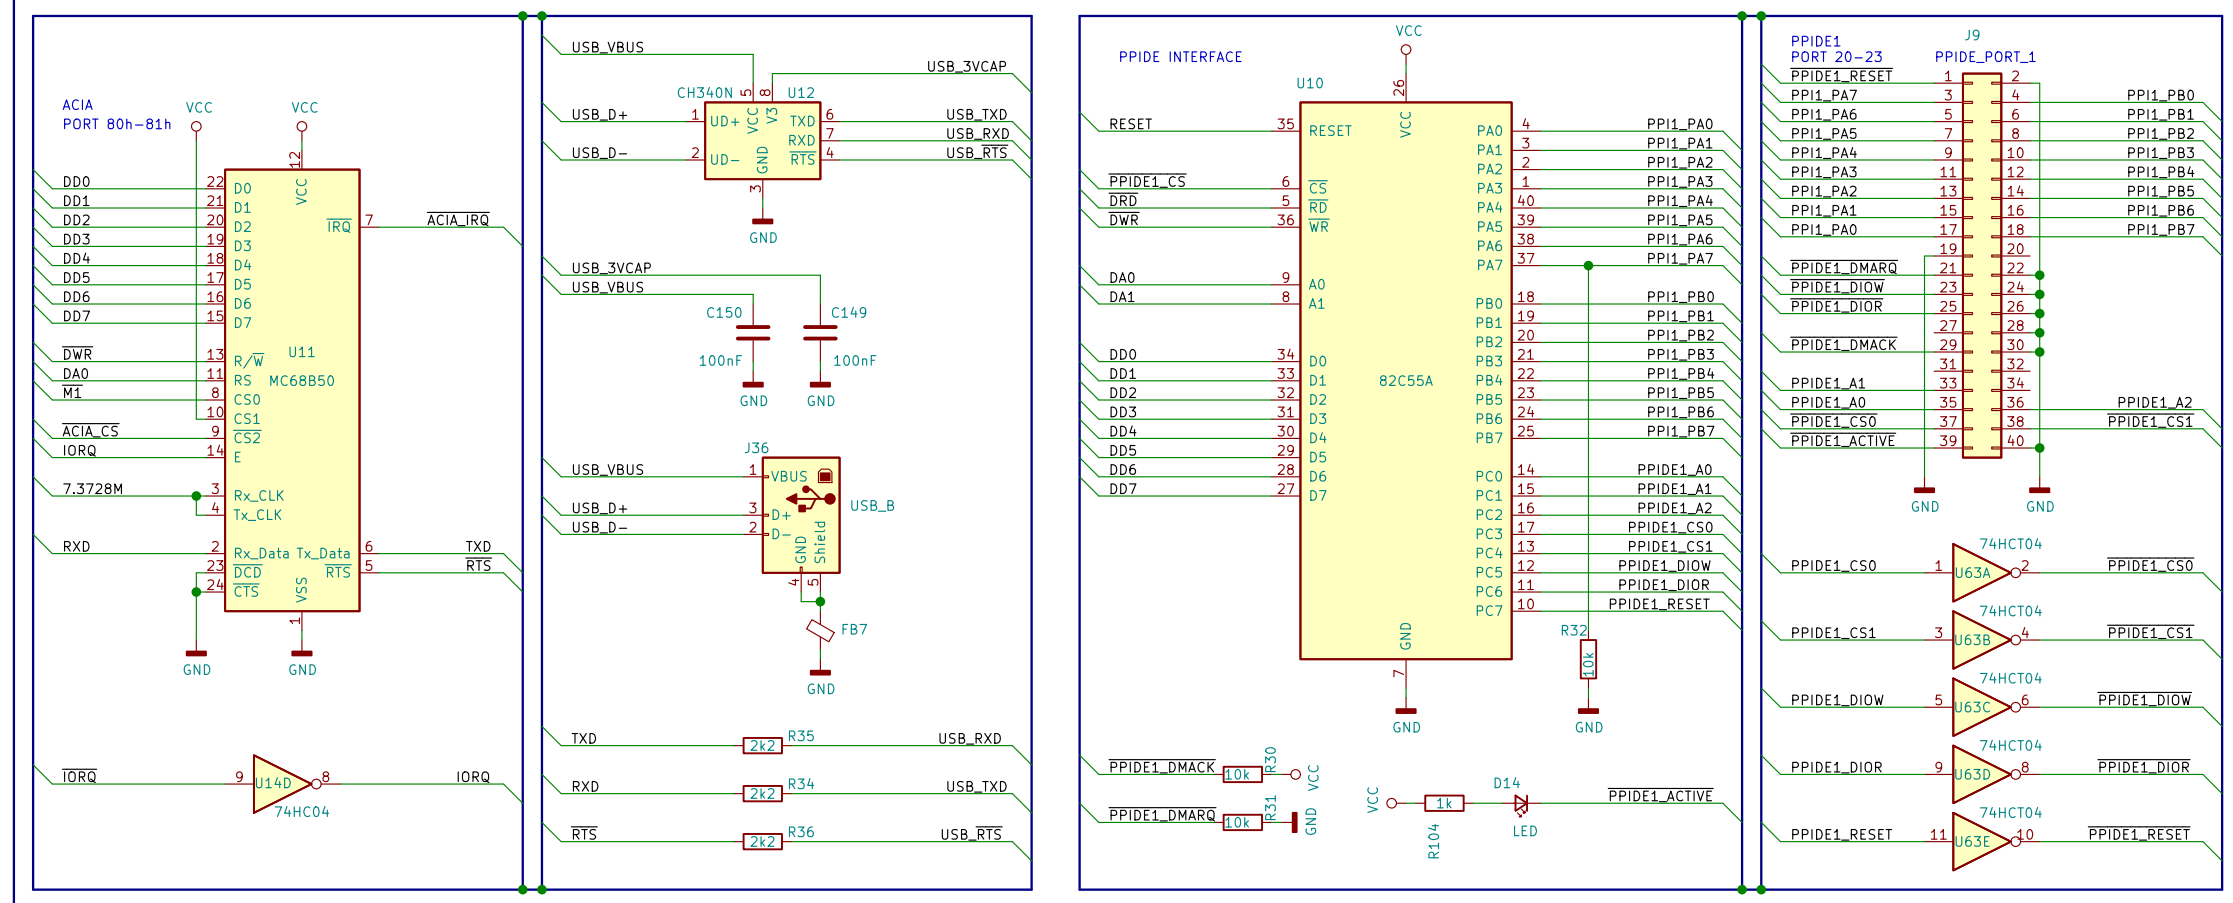 ACIA
PORT 80h-81h
VCC
VCC
12
VCC
DD0 22 D0
DD1 21 D1
DD2 20 D2
DD3 19 D3
DD4 18 D4
DD5 17 D5
DD6 16 D6
DD7 15 D7
DWR 13 R/W
DA0 11 RS
M1 8 CS0
10 CS1
ACIA_CS 9 CS2
IORQ 14 E
7.3728M 3 Rx_CLK
4 Tx_CLK
RXD 2 Rx_Data
23 DCD
24 CTS
U11
MC68B50
IRQ 7 ACIA_IRQ
Tx_Data 6 TXD
RTS 5 RTS
VSS
1
GND
GND
IORQ 9 U14D 8 IORQ
74HC04
USB_VBUS
USB_3VCAP
CH340N
5
8
U12
VCC
V3
USB_D+ 1 UD+
USB_D- 2 UD-
TXD 6 USB_TXD
RXD 7 USB_RXD
RTS 4 USB_RTS
GND
3
GND
USB_3VCAP
USB_VBUS
C150
C149
100nF
100nF
GND
GND
J36
USB_VBUS 1 VBUS
USB_D+ 3 D+
USB_D- 2 D-
USB_B
GND
Shield
4
5
FB7
GND
TXD 2k2 R35 USB_RXD
RXD 2k2 R34 USB_TXD
RTS 2k2 R36 USB_RTS
PPIDE INTERFACE
VCC
U10
26
VCC
RESET 35 RESET
PPIDE1_CS 6 CS
DRD 5 RD
DWR 36 WR
DA0 9 A0
DA1 8 A1
DD0 34 D0
DD1 33 D1
DD2 32 D2
DD3 31 D3
DD4 30 D4
DD5 29 D5
DD6 28 D6
DD7 27 D7
82C55A
PA0 4 PPI1_PA0
PA1 3 PPI1_PA1
PA2 2 PPI1_PA2
PA3 1 PPI1_PA3
PA4 40 PPI1_PA4
PA5 39 PPI1_PA5
PA6 38 PPI1_PA6
PA7 37 PPI1_PA7
PB0 18 PPI1_PB0
PB1 19 PPI1_PB1
PB2 20 PPI1_PB2
PB3 21 PPI1_PB3
PB4 22 PPI1_PB4
PB5 23 PPI1_PB5
PB6 24 PPI1_PB6
PB7 25 PPI1_PB7
PC0 14 PPIDE1_A0
PC1 15 PPIDE1_A1
PC2 16 PPIDE1_A2
PC3 17 PPIDE1_CS0
PC4 13 PPIDE1_CS1
PC5 12 PPIDE1_DIOW
PC6 11 PPIDE1_DIOR
PC7 10 PPIDE1_RESET
GND
7
GND
R32
10k
GND
PPIDE1_DMACK 10k R30 VCC
PPIDE1_DMARQ 10k R31 GND
VCC 1k R104 D14 LED PPIDE1_ACTIVE
PPIDE1
PORT 20-23
J9
PPIDE_PORT_1
PPIDE1_RESET 1 2
PPI1_PA7 3 4 PPI1_PB0
PPI1_PA6 5 6 PPI1_PB1
PPI1_PA5 7 8 PPI1_PB2
PPI1_PA4 9 10 PPI1_PB3
PPI1_PA3 11 12 PPI1_PB4
PPI1_PA2 13 14 PPI1_PB5
PPI1_PA1 15 16 PPI1_PB6
PPI1_PA0 17 18 PPI1_PB7
19 20
PPIDE1_DMARQ 21 22
PPIDE1_DIOW 23 24
PPIDE1_DIOR 25 26
27 28
PPIDE1_DMACK 29 30
31 32
PPIDE1_A1 33 34
PPIDE1_A0 35 36 PPIDE1_A2
PPIDE1_CS0 37 38 PPIDE1_CS1
PPIDE1_ACTIVE 39 40
GND
GND
74HCT04
PPIDE1_CS0 1 U63A 2 PPIDE1_CS0
74HCT04
PPIDE1_CS1 3 U63B 4 PPIDE1_CS1
74HCT04
PPIDE1_DIOW 5 U63C 6 PPIDE1_DIOW
74HCT04
PPIDE1_DIOR 9 U63D 8 PPIDE1_DIOR
74HCT04
PPIDE1_RESET 11 U63E 10 PPIDE1_RESET